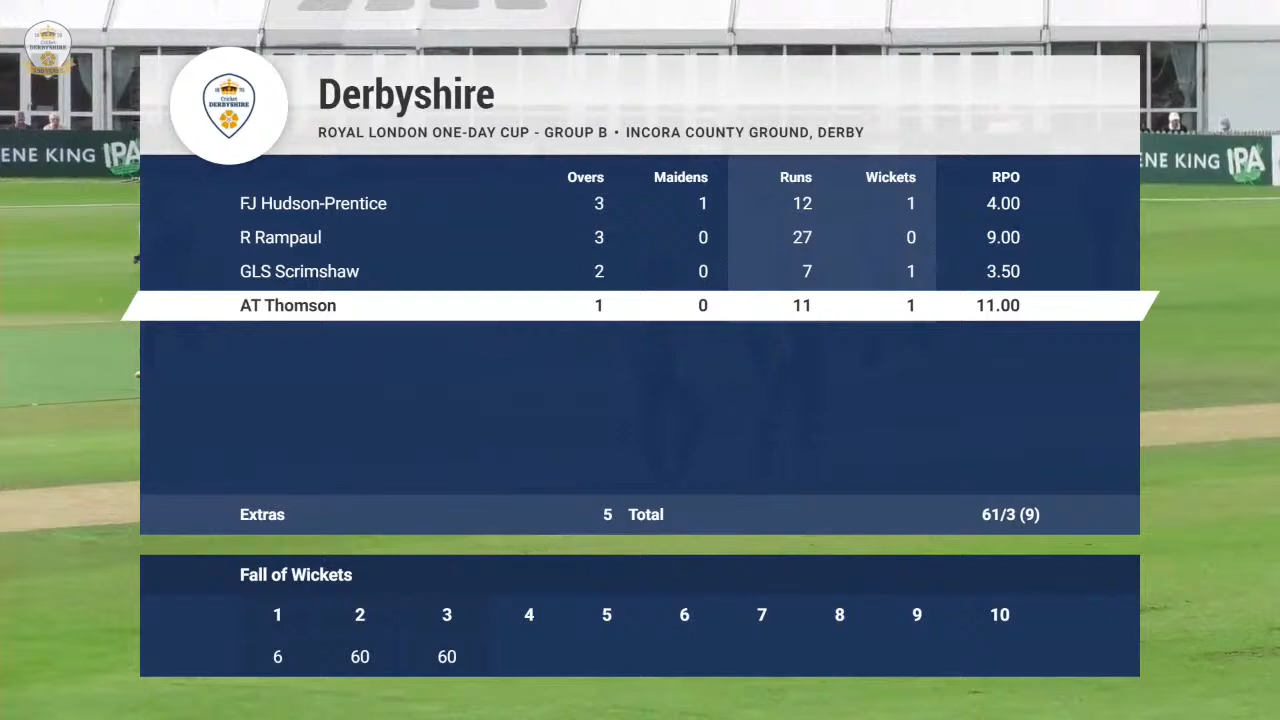 Cricket
DERBYSHIRE
Derbyshire
ROYAL LONDON ONE-DAY CUP - GROUP B • INCORA COUNTY GROUND, DERBY
Cricket
DERBYSHIRE
ENE KING IPA
ENE KING IPA
Overs Maidens Runs Wickets RPO
FJ Hudson-Prentice 3 1 12 1 4.00
R Rampaul 3 0 27 0 9.00
GLS Scrimshaw 2 0 7 1 3.50
AT Thomson 1 0 11 1 11.00
Extras 5 Total 61/3 (9)
Fall of Wickets
1 2 3 4 5 6 7 8 9 10
6 60 60